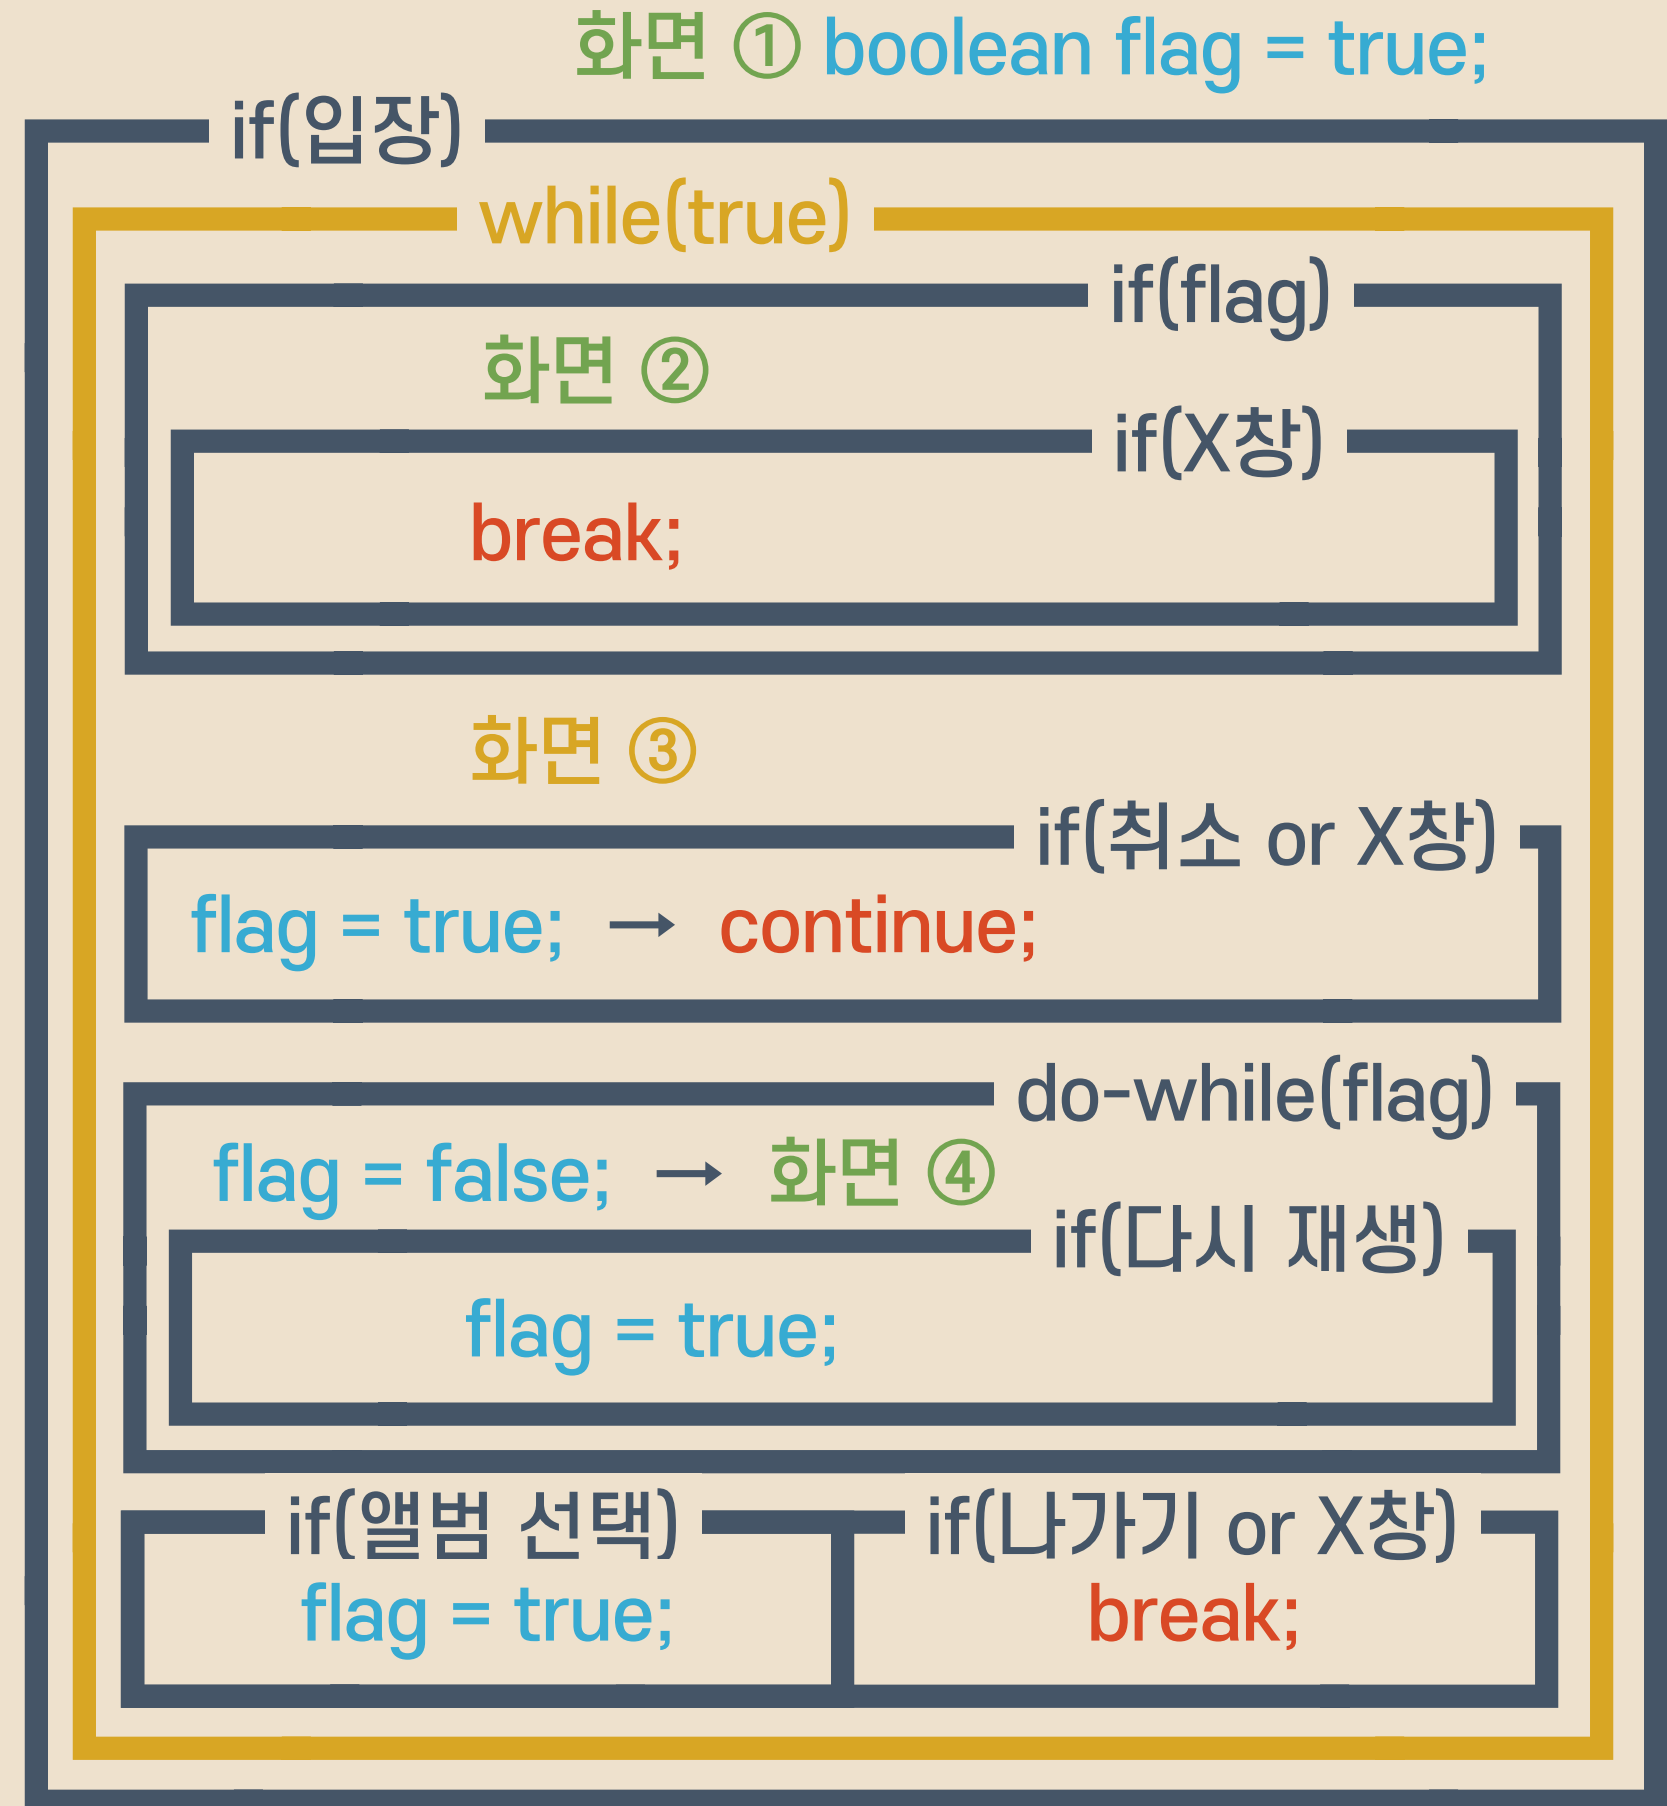 화면 ① boolean flag = true;
if(입장)
while(true)
if(flag)
화면 ②
if(X창)
break;
화면 ③
if(취소 or X창)
flag = true; → continue;
do-while(flag)
flag = false; → 화면 ④
if(다시 재생)
flag = true;
if(앨범 선택) if(나가기 or X창)
flag = true; break;